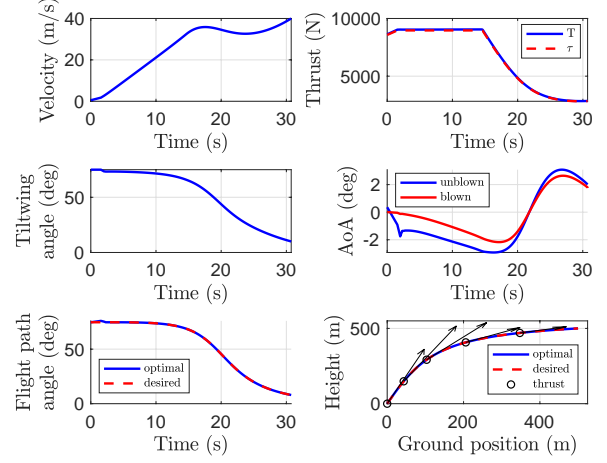 Velocity (m/s)
40
20
0
0
10
20
30
Time (s)
Thrust (N)
10000
5000
0
10
20
30
Time (s)
T
τ
Tiltwing
angle (deg)
50
0
10
20
30
Time (s)
AoA (deg)
2
0
-2
0
10
20
30
Time (s)
unblown
blown
Flight path
angle (deg)
50
0
10
20
30
Time (s)
optimal
desired
Height (m)
500
0
0
200
400
Ground position (m)
optimal
desired
thrust